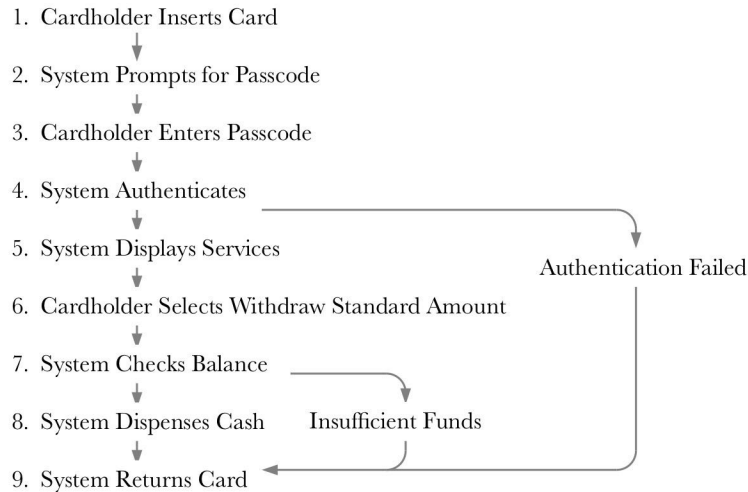 1. Cardholder Inserts Card
2. System Prompts for Passcode
3. Cardholder Enters Passcode
4. System Authenticates
5. System Displays Services
Authentication Failed
6. Cardholder Selects Withdraw Standard Amount
7. System Checks Balance
8. System Dispenses Cash
Insufficient Funds
9. System Returns Card